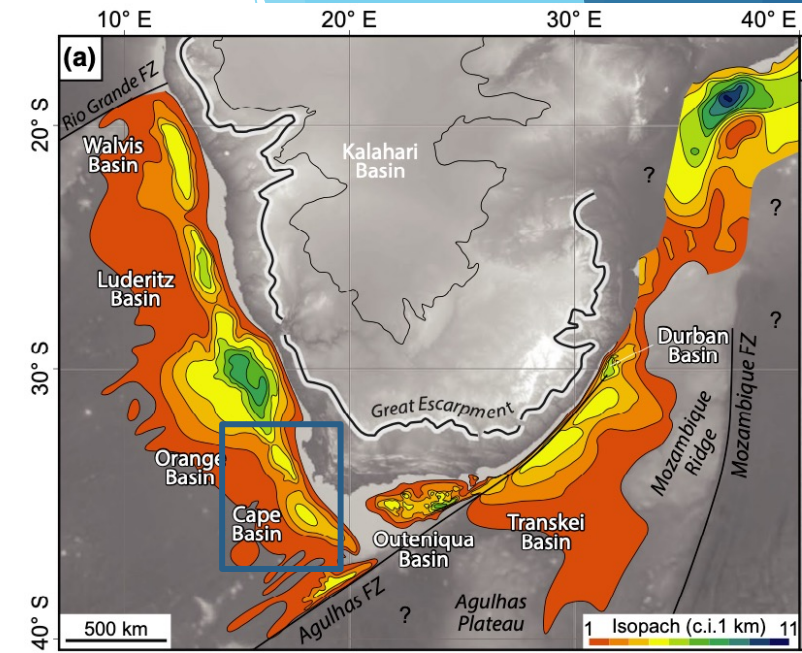 10° E
20° E
30° E
40° E
(a)
Rio Grande FZ
20° S
Walvis
Basin
Kalahari
Basin
?
?
Luderitz
Basin
?
Durban
Basin
30° S
Great Escarpment
Mozambique
Ridge
Mozambique FZ
Orange
Basin
Cape
Basin
Outeniqua
Basin
Transkei
Basin
Agulhas FZ
?
Agulhas
Plateau
40° S
500 km
1 Isopach (c.i.1 km) 11